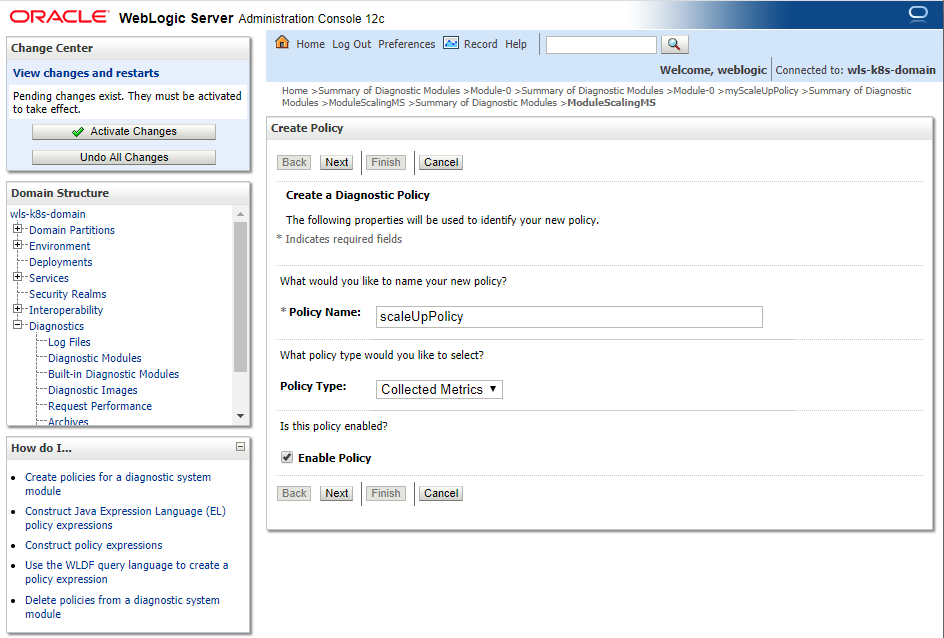 ORACLE® WebLogic Server Administration Console 12c
Change Center
View changes and restarts
Pending changes exist. They must be activated
to take effect.
Activate Changes
Undo All Changes
Domain Structure
wls-k8s-domain
Domain Partitions
Environment
Deployments
Services
Security Realms
Interoperability
Diagnostics
Log Files
Diagnostic Modules
Built-in Diagnostic Modules
Diagnostic Images
Request Performance
Archives
How do I...
Create policies for a diagnostic system
module
Construct Java Expression Language (EL)
policy expressions
Construct policy expressions
Use the WLDF query language to create a
policy expression
Delete policies from a diagnostic system
module
Home Log Out Preferences Record Help
Welcome, weblogic Connected to: wls-k8s-domain
Home >Summary of Diagnostic Modules >Module-0 >Summary of Diagnostic Modules >Module-0 >myScaleUpPolicy >Summary of Diagnostic
Modules >ModuleScalingMS >Summary of Diagnostic Modules >ModuleScalingMS
Create Policy
Back Next Finish Cancel
Create a Diagnostic Policy
The following properties will be used to identify your new policy.
* Indicates required fields
What would you like to name your new policy?
* Policy Name: scaleUpPolicy
What policy type would you like to select?
Policy Type: Collected Metrics
Is this policy enabled?
Enable Policy
Back Next Finish Cancel